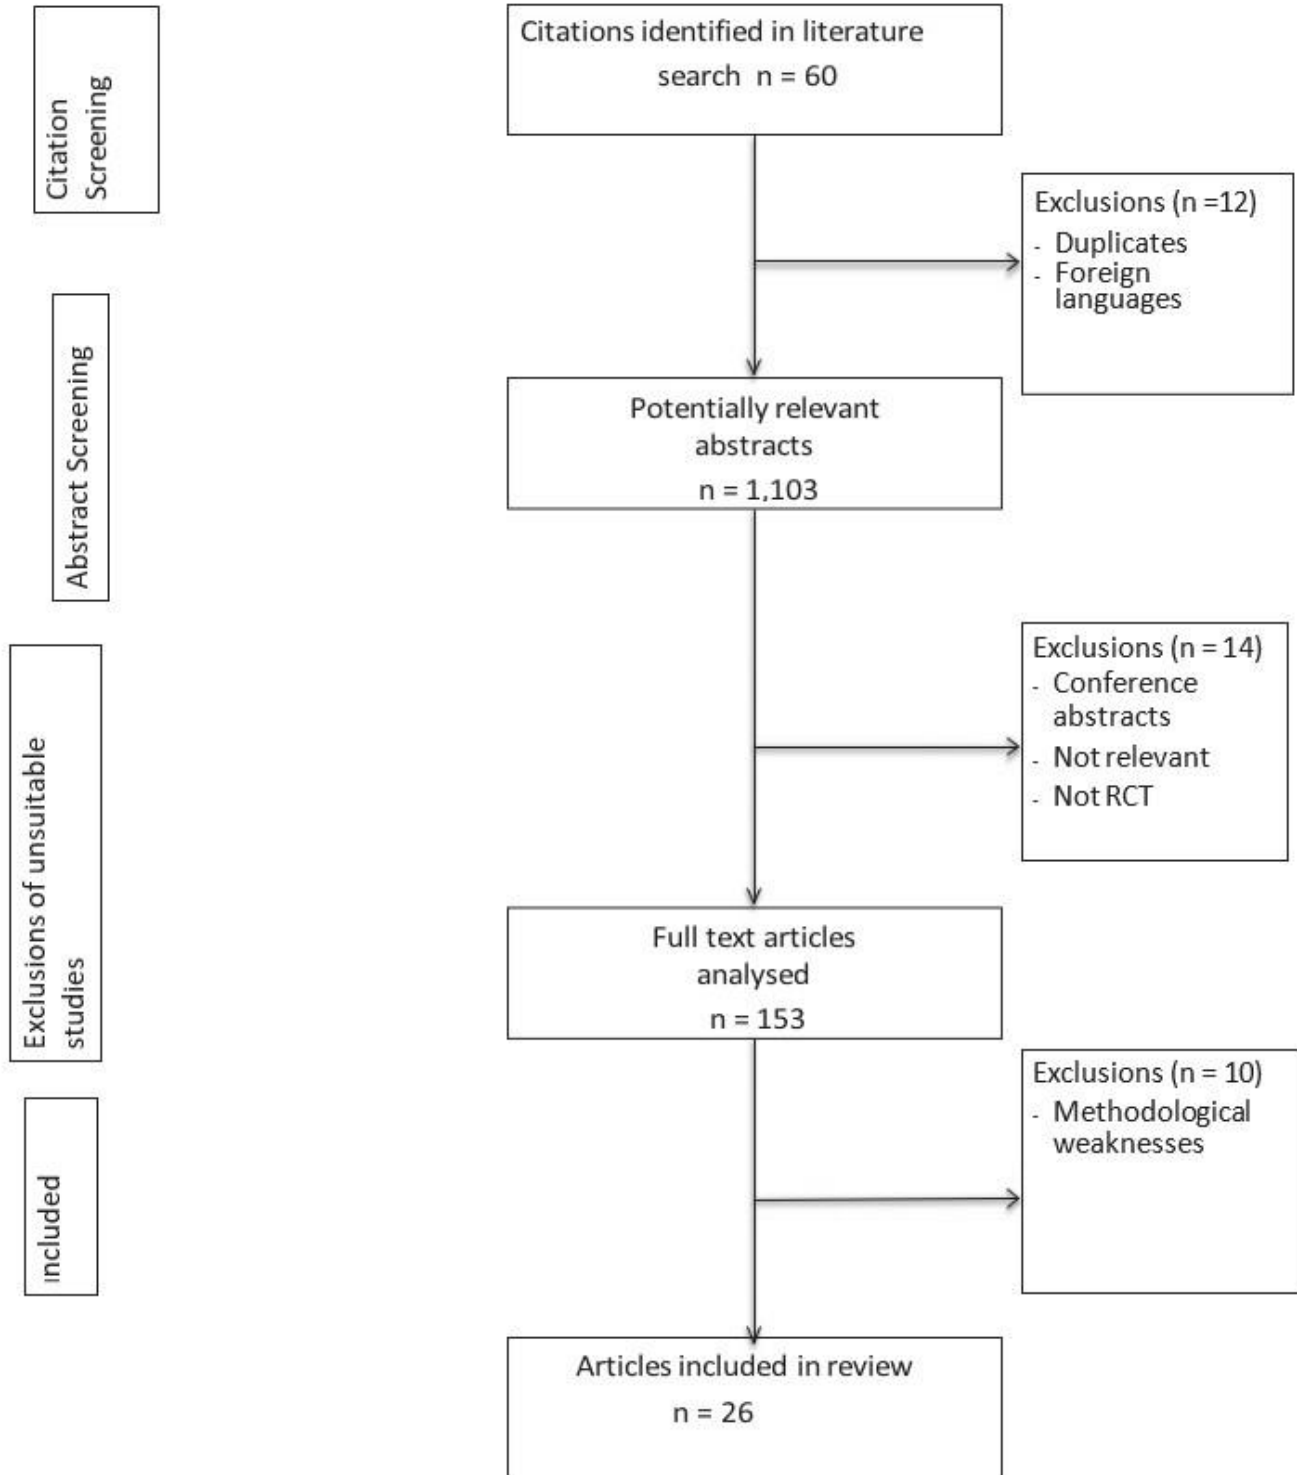 Citation
Screening
Citations identified in literature
search n = 60
Exclusions (n =12)
- Duplicates
- Foreign
languages
Abstract Screening
Potentially relevant
abstracts
n = 1,103
Exclusions of unsuitable
studies
Exclusions (n = 14)
- Conference
abstracts
- Not relevant
- Not RCT
Full text articles
analysed
n = 153
Exclusions (n = 10)
- Methodological
weaknesses
Included
Articles included in review
n = 26